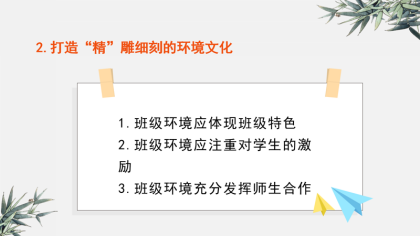 2.打造“精”雕细刻的环境文化
1.班级环境应体现班级特色
2.班级环境应注重对学生的激
励
3.班级环境充分发挥师生合作